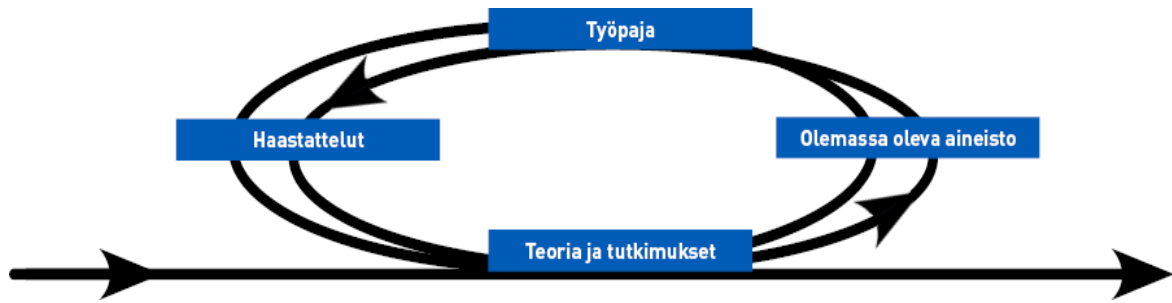 Työpaja
Haastattelut
Olemassa oleva aineisto
Teoria ja tutkimukset